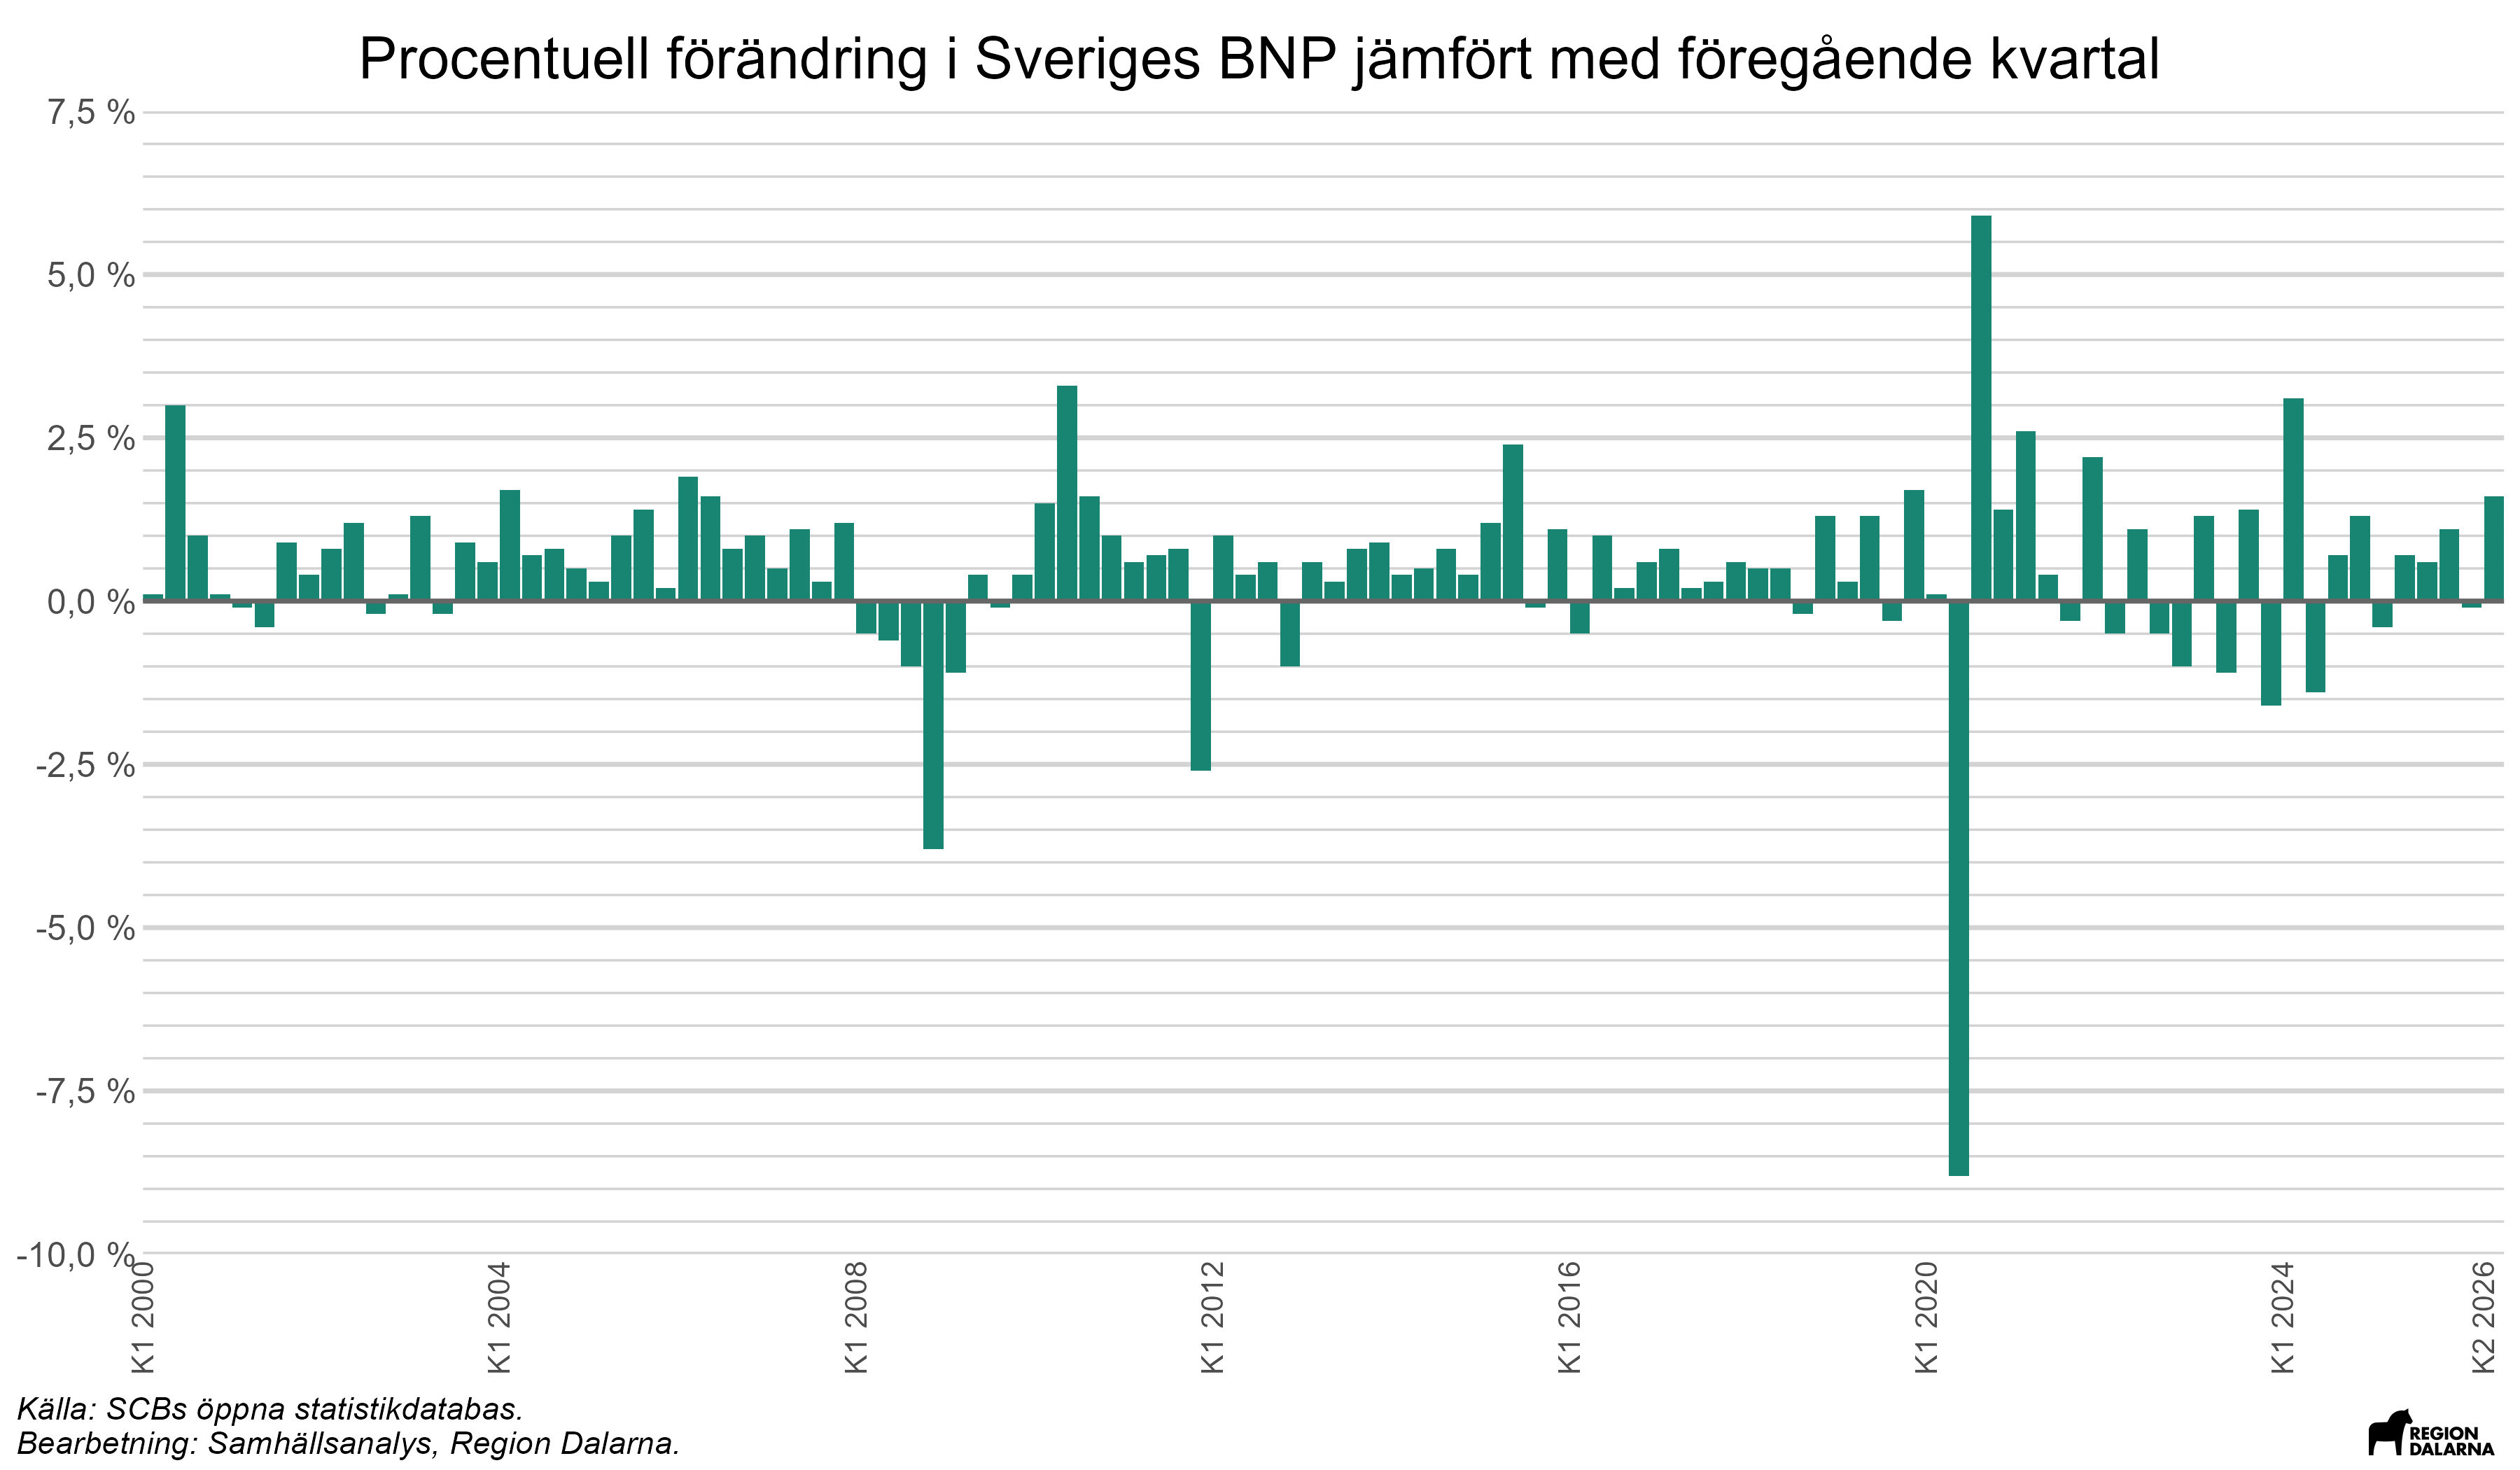 Procentuell förändring i Sveriges BNP jämfört med föregående kvartal
7,5 %
5,0 %
2,5 %
0,0 %
-2,5 %
-5,0 %
-7,5 %
-10,0 %
K1 2000
K1 2004
K1 2008
K1 2012
K1 2016
K1 2020
K1 2024
K2 2026
Källa: SCBs öppna statistikdatabas.
Bearbetning: Samhällsanalys, Region Dalarna.
REGION
DALARNA